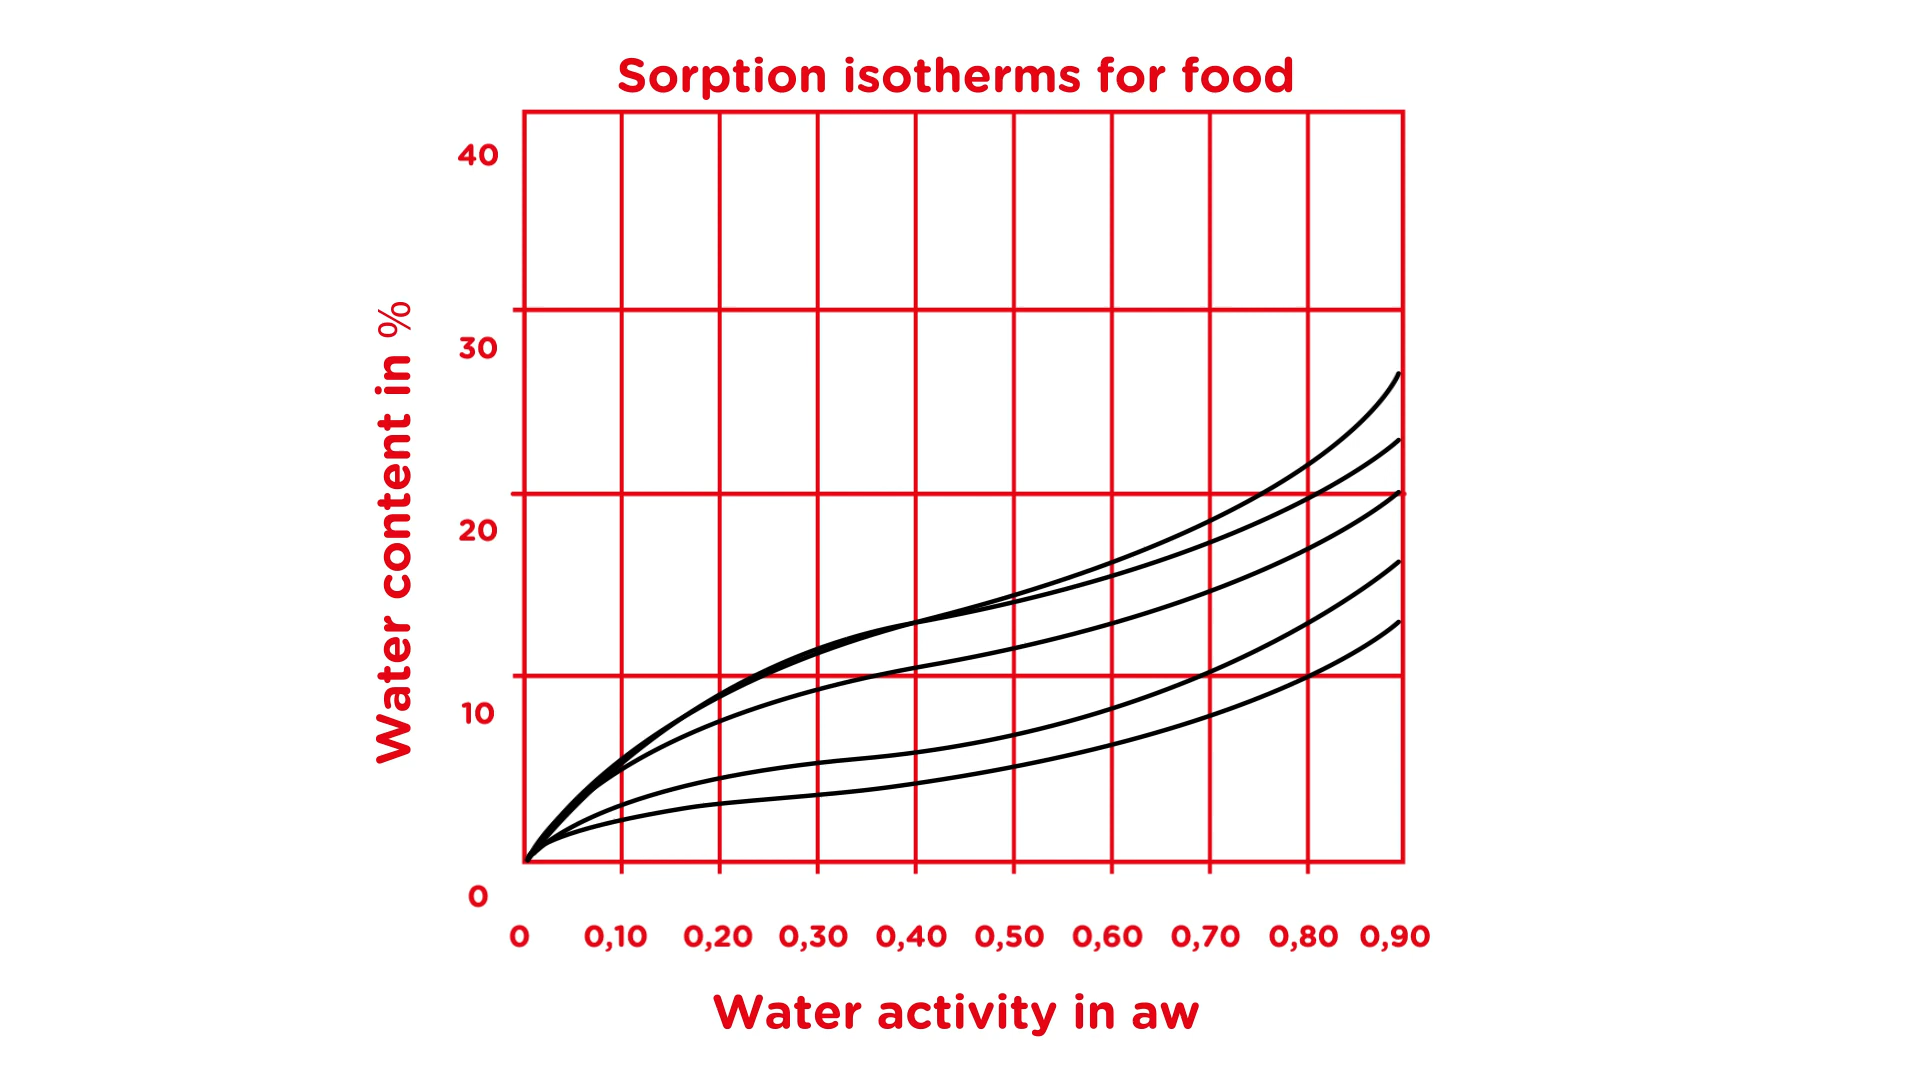 Sorption isotherms for food
Water content in %
40
30
20
10
0
0 0,10 0,20 0,30 0,40 0,50 0,60 0,70 0,80 0,90
Water activity in aw